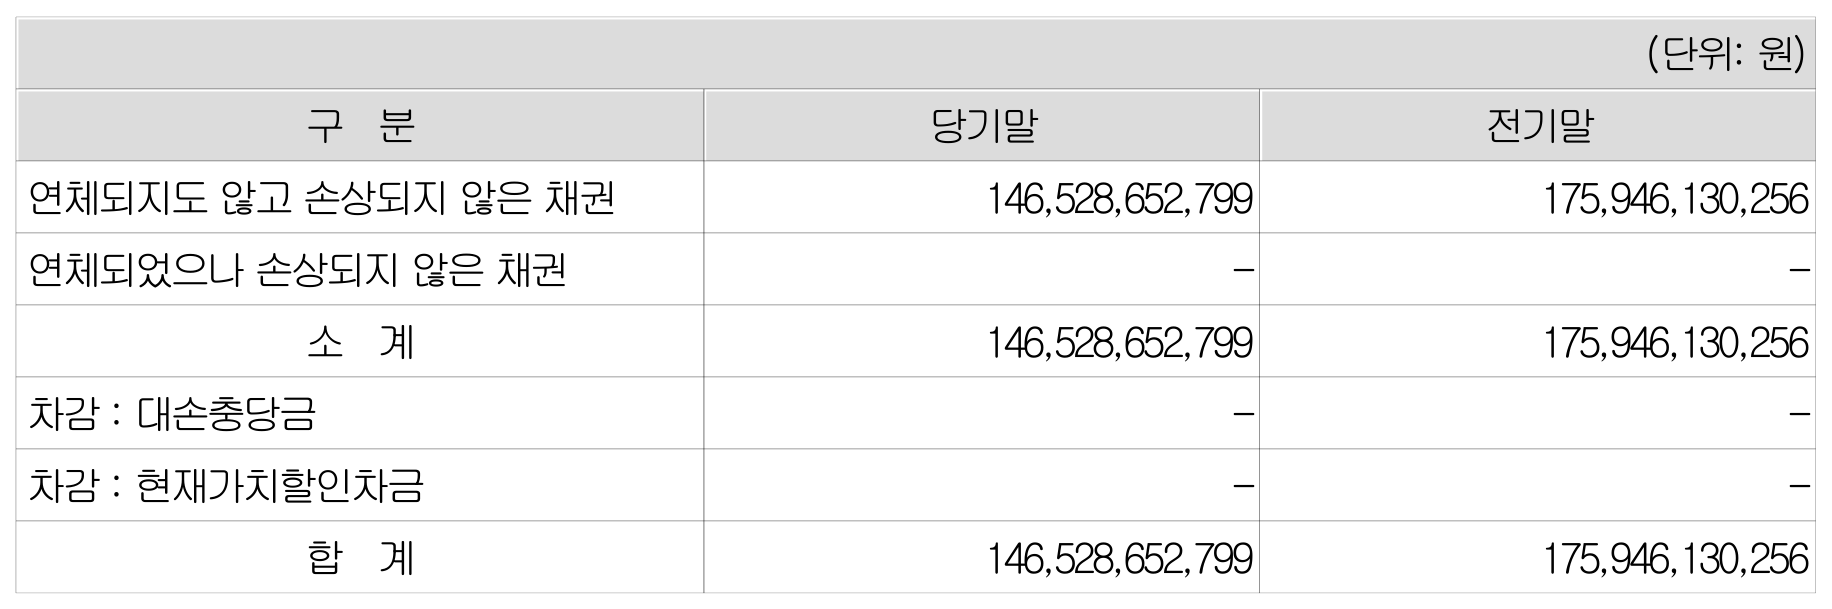 (단위: 원)
구 분 당기말 전기말
연체되지도 않고 손상되지 않은 채권 146,528,652,799 175,946,130,256
연체되었으나 손상되지 않은 채권 – –
소 계 146,528,652,799 175,946,130,256
차감 : 대손충당금 – –
차감 : 현재가치할인차금 – –
합 계 146,528,652,799 175,946,130,256